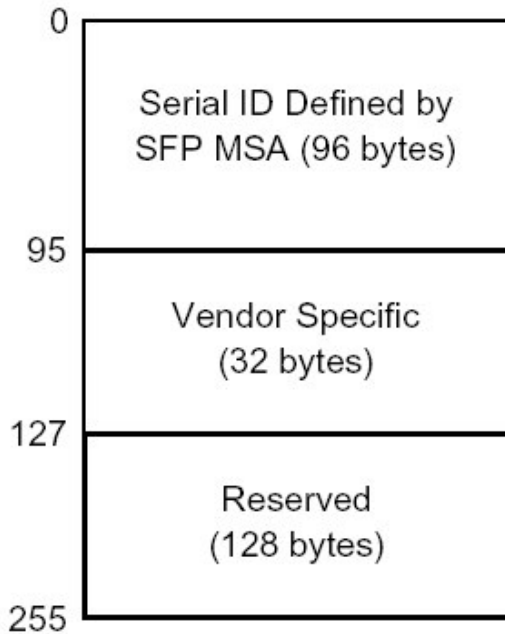 0
Serial ID Defined by
SFP MSA (96 bytes)
95
Vendor Specific
(32 bytes)
127
Reserved
(128 bytes)
255